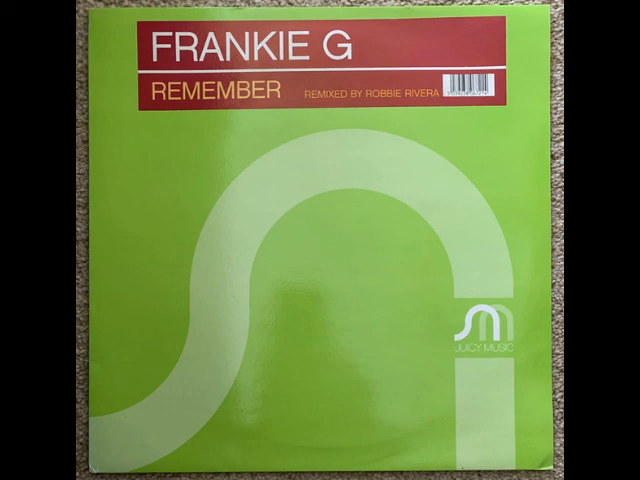 FRANKIE G
REMEMBER
REMIXED BY ROBBIE RIVERA
JUICY MUSIC